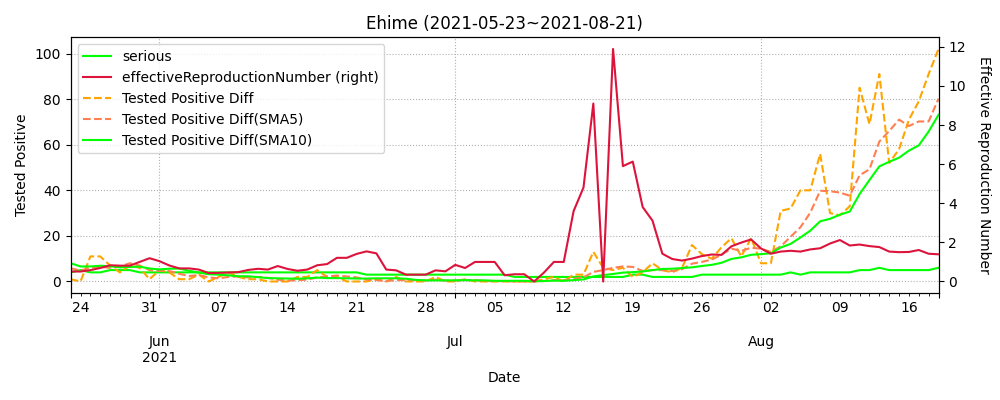 Ehime (2021-05-23~2021-08-21)
serious
effectiveReproductionNumber (right)
Tested Positive Diff
Tested Positive Diff(SMA5)
Tested Positive Diff(SMA10)
Tested Positive
100
80
60
40
20
0
12
10
8
6
4
2
0
Effective Reproduction Number
24 31 07 14 21 28 05 12 19 26 02 09 16
Jun Jul Aug
2021
Date